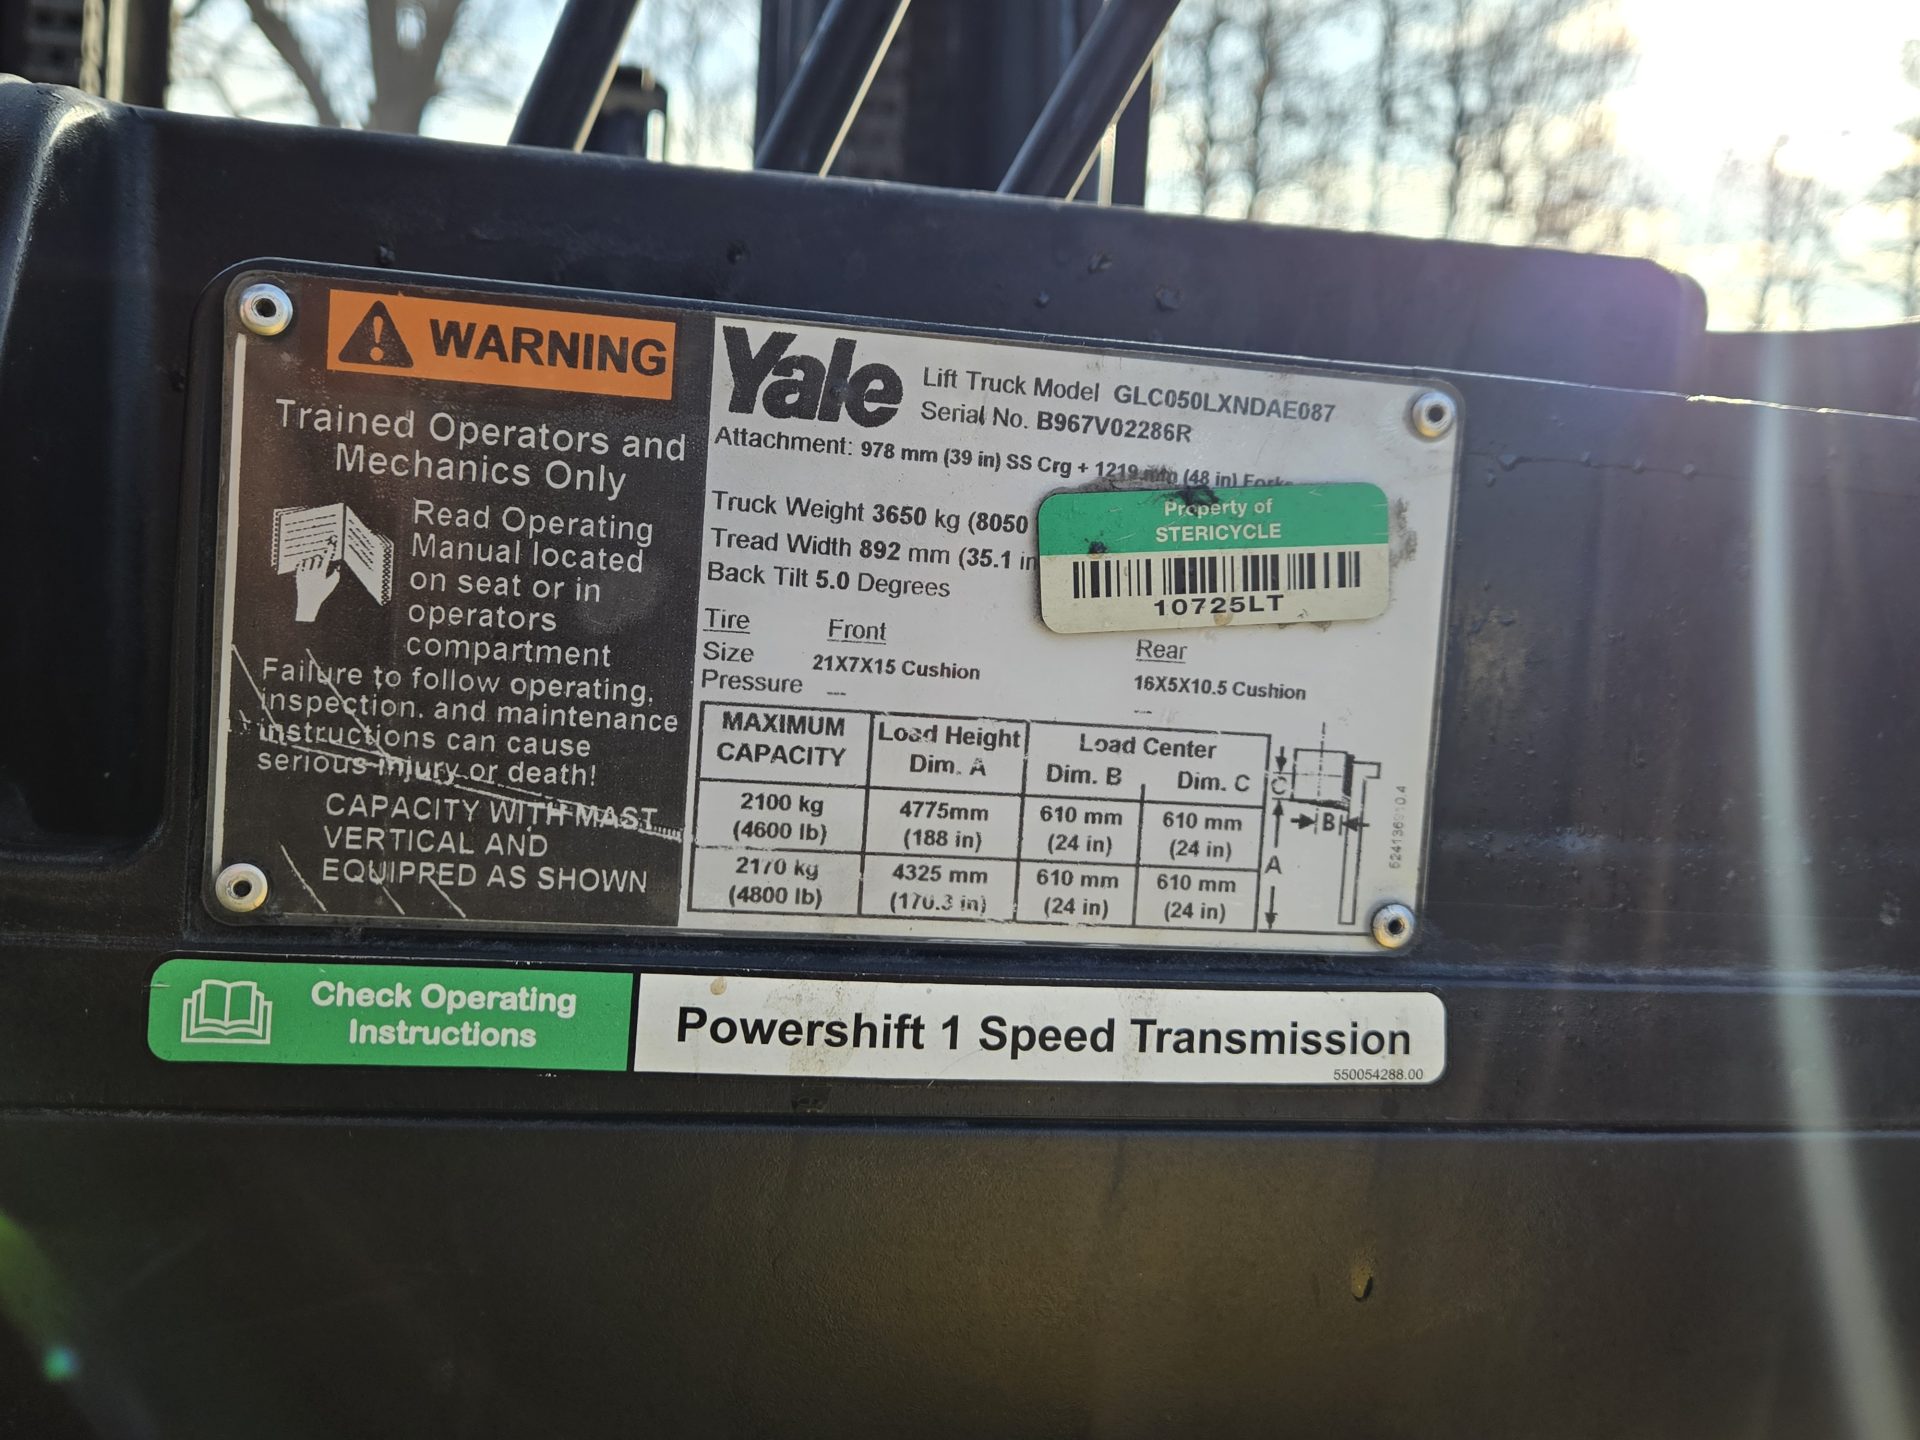 WARNING
Trained Operators and
Mechanics Only
Read Operating
Manual located
on seat or in
operators
compartment
Failure to follow operating,
inspection, and maintenance
instructions can cause
serious injury or death!
CAPACITY WITH MAST
VERTICAL AND
EQUIPPED AS SHOWN
Yale
Lift Truck Model GLC050LXNDAE087
Serial No. B967V02286R
Attachment: 978 mm (39 in) SS Crg + 1219 mm (48 in) Forks
Truck Weight 3650 kg (8050
Tread Width 892 mm (35.1 in
Back Tilt 5.0 Degrees
Property of
STERICYCLE
10725LT
Tire Front Rear
Size 21X7X15 Cushion 16X5X10.5 Cushion
Pressure --- ---
MAXIMUM CAPACITY Load Height Dim. A Load Center Dim. B Dim. C
2100 kg 4775mm 610 mm 610 mm
(4600 lb) (188 in) (24 in) (24 in)
2170 kg 4325 mm 610 mm 610 mm
(4800 lb) (170.3 in) (24 in) (24 in)
C
B
A
Check Operating
Instructions
Powershift 1 Speed Transmission
550054288.00